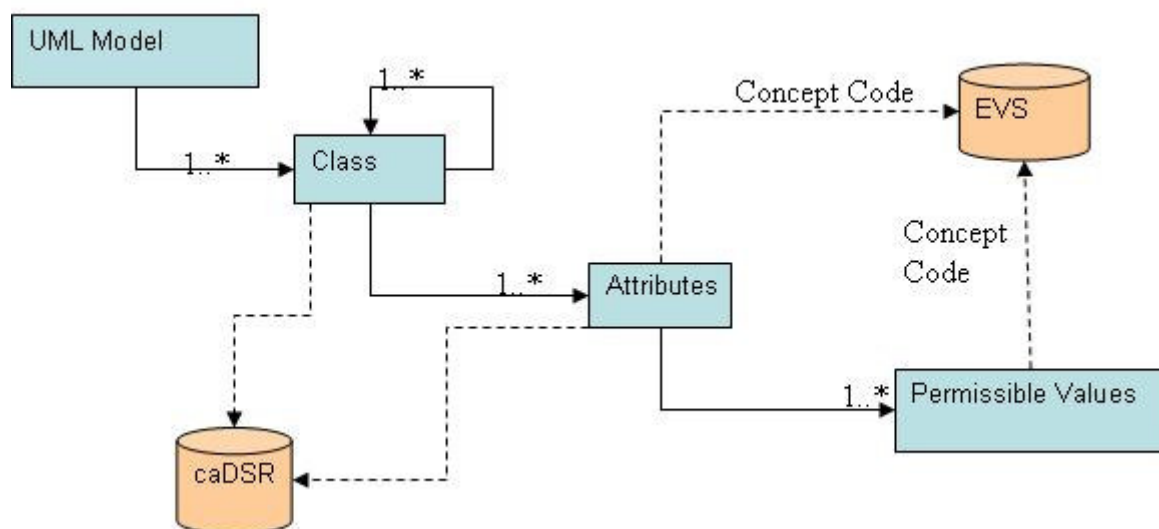 UML Model
1..*
1..*
Class
Concept Code
EVS
Concept
Code
1..*
Attributes
1..*
Permissible Values
caDSR